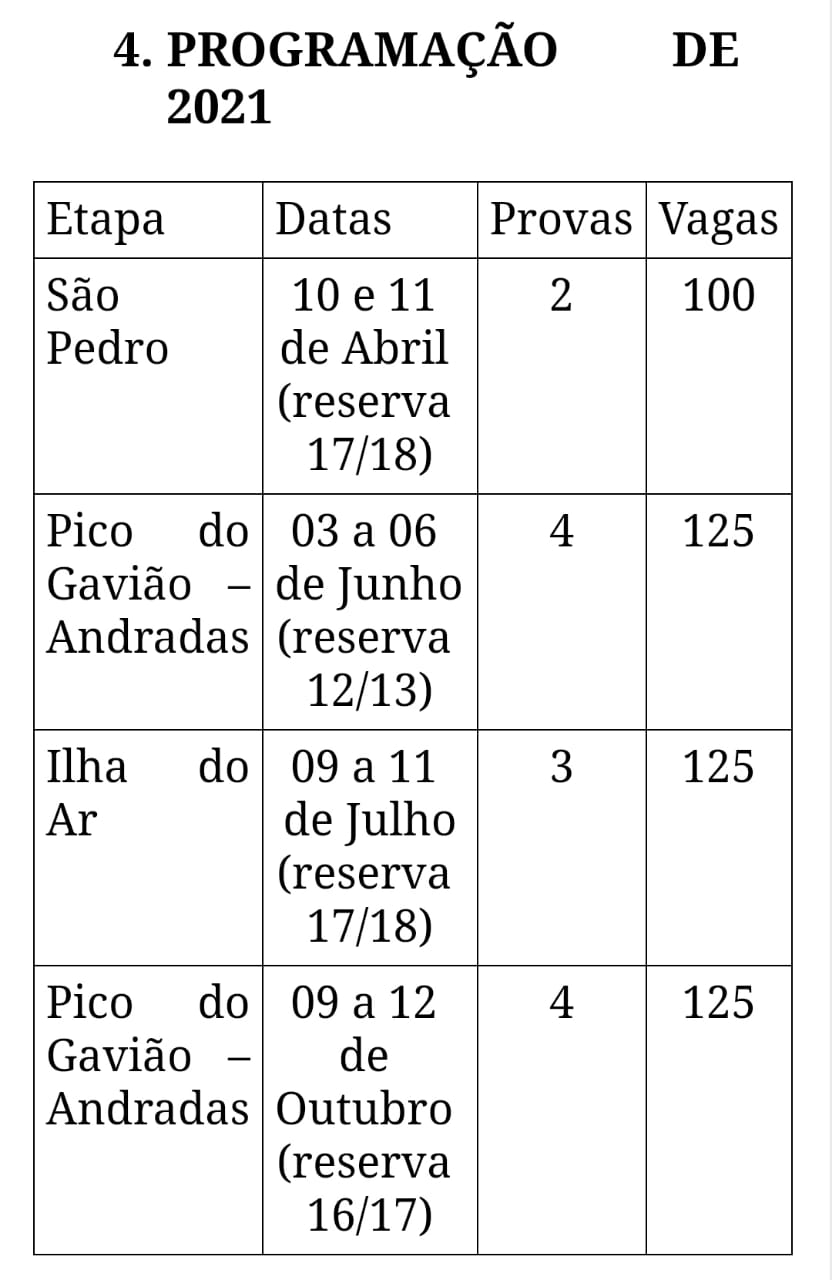 4. PROGRAMAÇÃO DE
2021
Etapa Datas Provas Vagas
São 10 e 11 2 100
Pedro de Abril
(reserva
17/18)
Pico do 03 a 06 4 125
Gavião – de Junho
Andradas (reserva
12/13)
Ilha do 09 a 11 3 125
Ar de Julho
(reserva
17/18)
Pico do 09 a 12 4 125
Gavião – de
Andradas Outubro
(reserva
16/17)